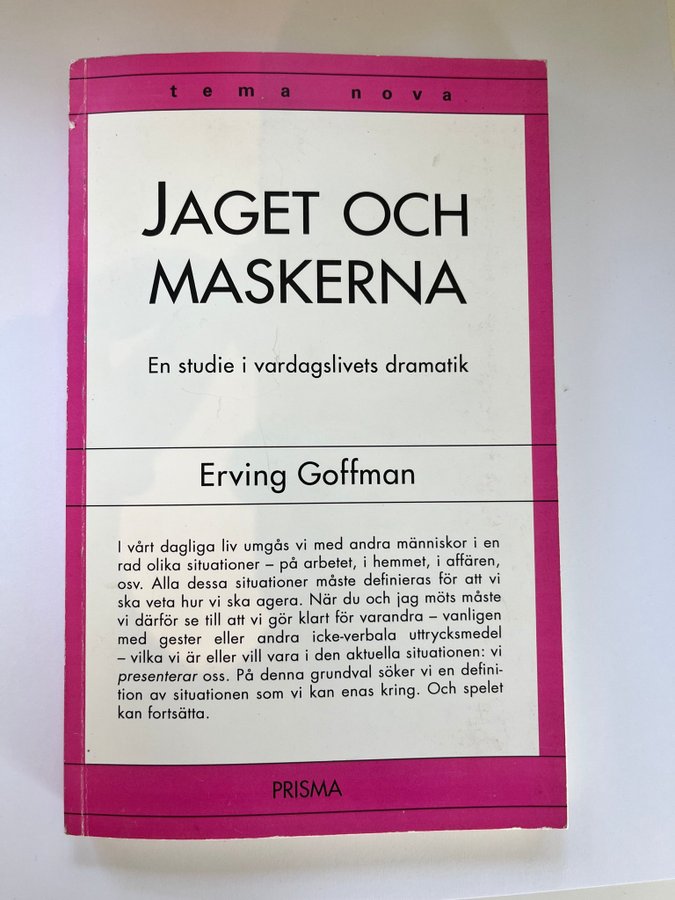 tema nova
JAGET OCH
MASKERNA
En studie i vardagslivets dramatik
Erving Goffman
I vårt dagliga liv umgås vi med andra människor i en
rad olika situationer – på arbetet, i hemmet, i affären,
osv. Alla dessa situationer måste definieras för att vi
ska veta hur vi ska agera. När du och jag möts måste
vi därför se till att vi gör klart för varandra – vanligen
med gester eller andra icke-verbala uttrycksmedel
– vilka vi är eller vill vara i den aktuella situationen: vi
presenterar oss. På denna grundval söker vi en defini-
tion av situationen som vi kan enas kring. Och spelet
kan fortsätta.
PRISMA